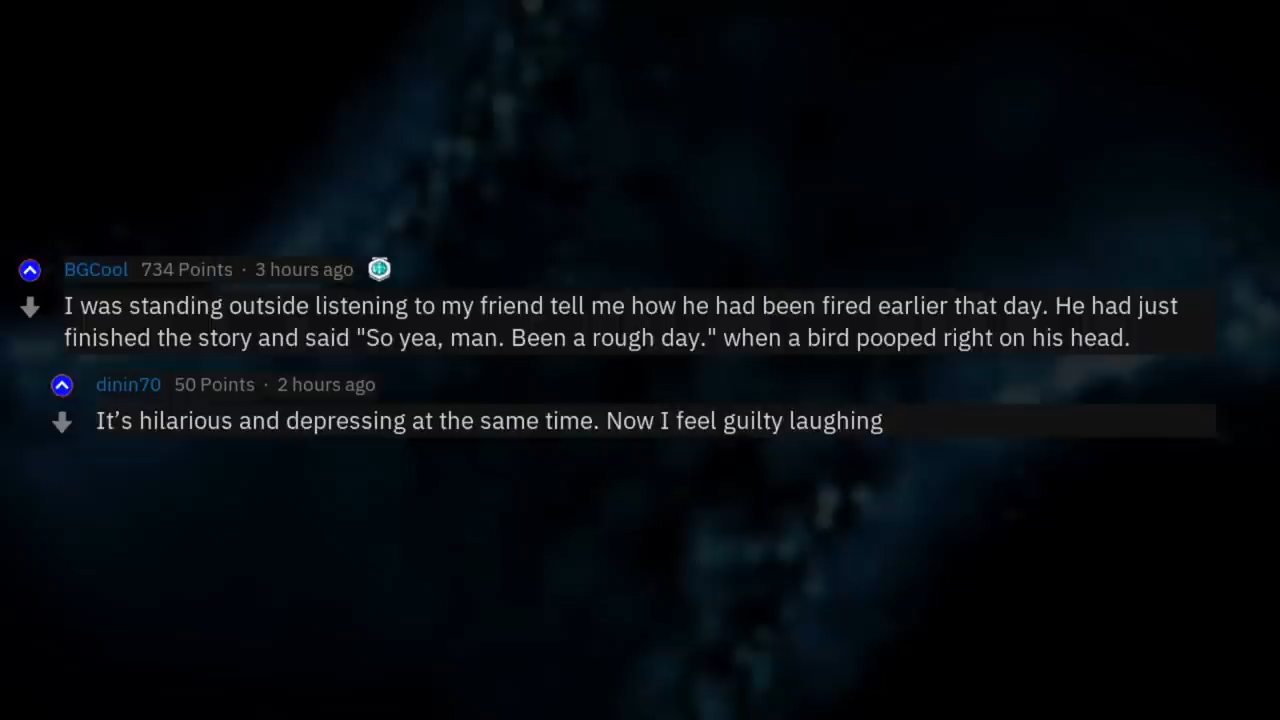 BGCool 734 Points · 3 hours ago
I was standing outside listening to my friend tell me how he had been fired earlier that day. He had just
finished the story and said "So yea, man. Been a rough day." when a bird pooped right on his head.
dinin70 50 Points · 2 hours ago
It’s hilarious and depressing at the same time. Now I feel guilty laughing